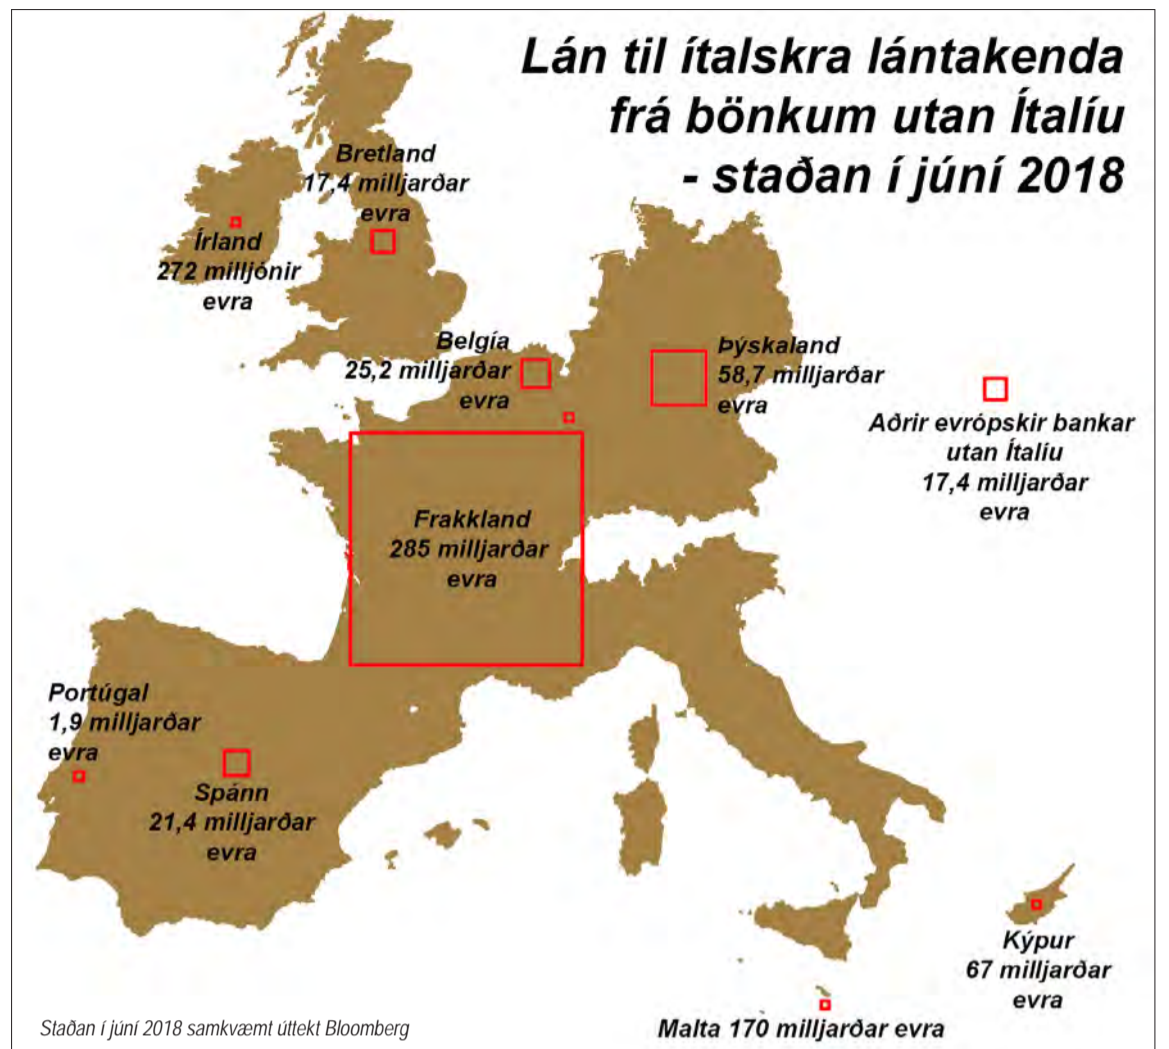 Lán til ítalskra lántakenda
frá bönkum utan Ítalíu
- staðan í júní 2018
Bretland
17,4 milljarðar
evra
Írland
272 milljónir
evra
Belgía
25,2 milljarðar
evra
Þýskaland
58,7 milljarðar
evra
Aðrir evrópskir bankar
utan Ítalíu
17,4 milljarðar
evra
Frakkland
285 milljarðar
evra
Portúgal
1,9 milljarðar
evra
Spánn
21,4 milljarðar
evra
Kýpur
67 milljarðar
evra
Malta 170 milljarðar evra
Staðan í júní 2018 samkvæmt úttekt Bloomberg